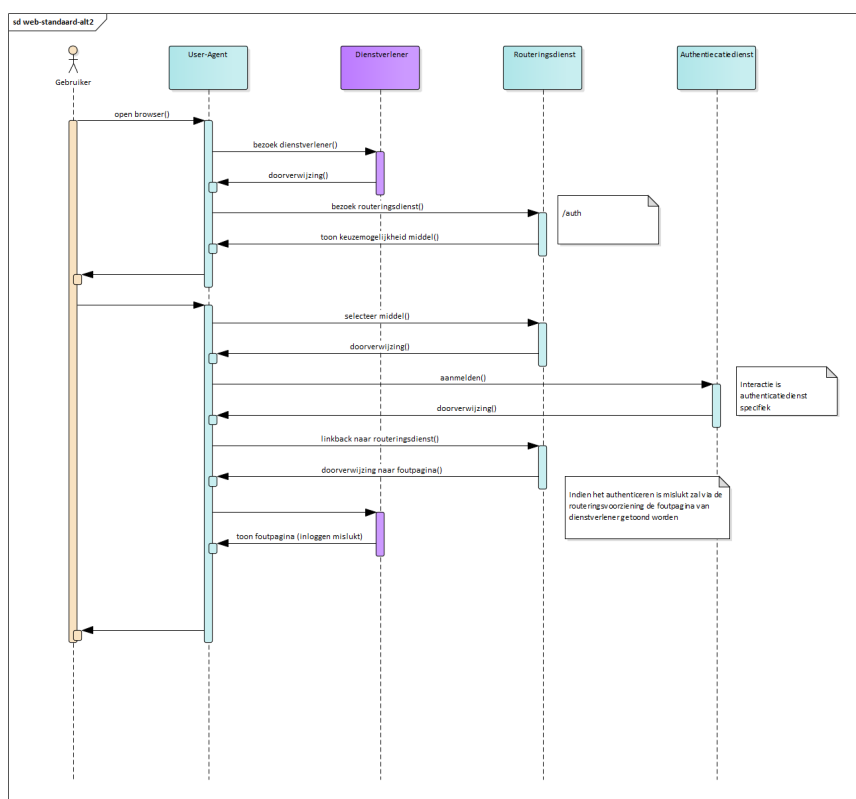 sd web-standaard-alt2
Gebruiker
User-Agent
Dienstverlener
Routeringsdienst
Authentiecatiedienst
open browser()
bezoek dienstverlener()
doorverwijzing()
bezoek routeringsdienst()
/auth
toon keuzemogelijkheid middel()
selecteer middel()
doorverwijzing()
aanmelden()
Interactie is
authenticatiedienst
specifiek
doorverwijzing()
linkback naar routeringsdienst()
doorverwijzing naar foutpagina()
Indien het authenticeren is mislukt zal via de
routeringsvoorziening de foutpagina van
dienstverlener getoond worden
toon foutpagina (inloggen mislukt)